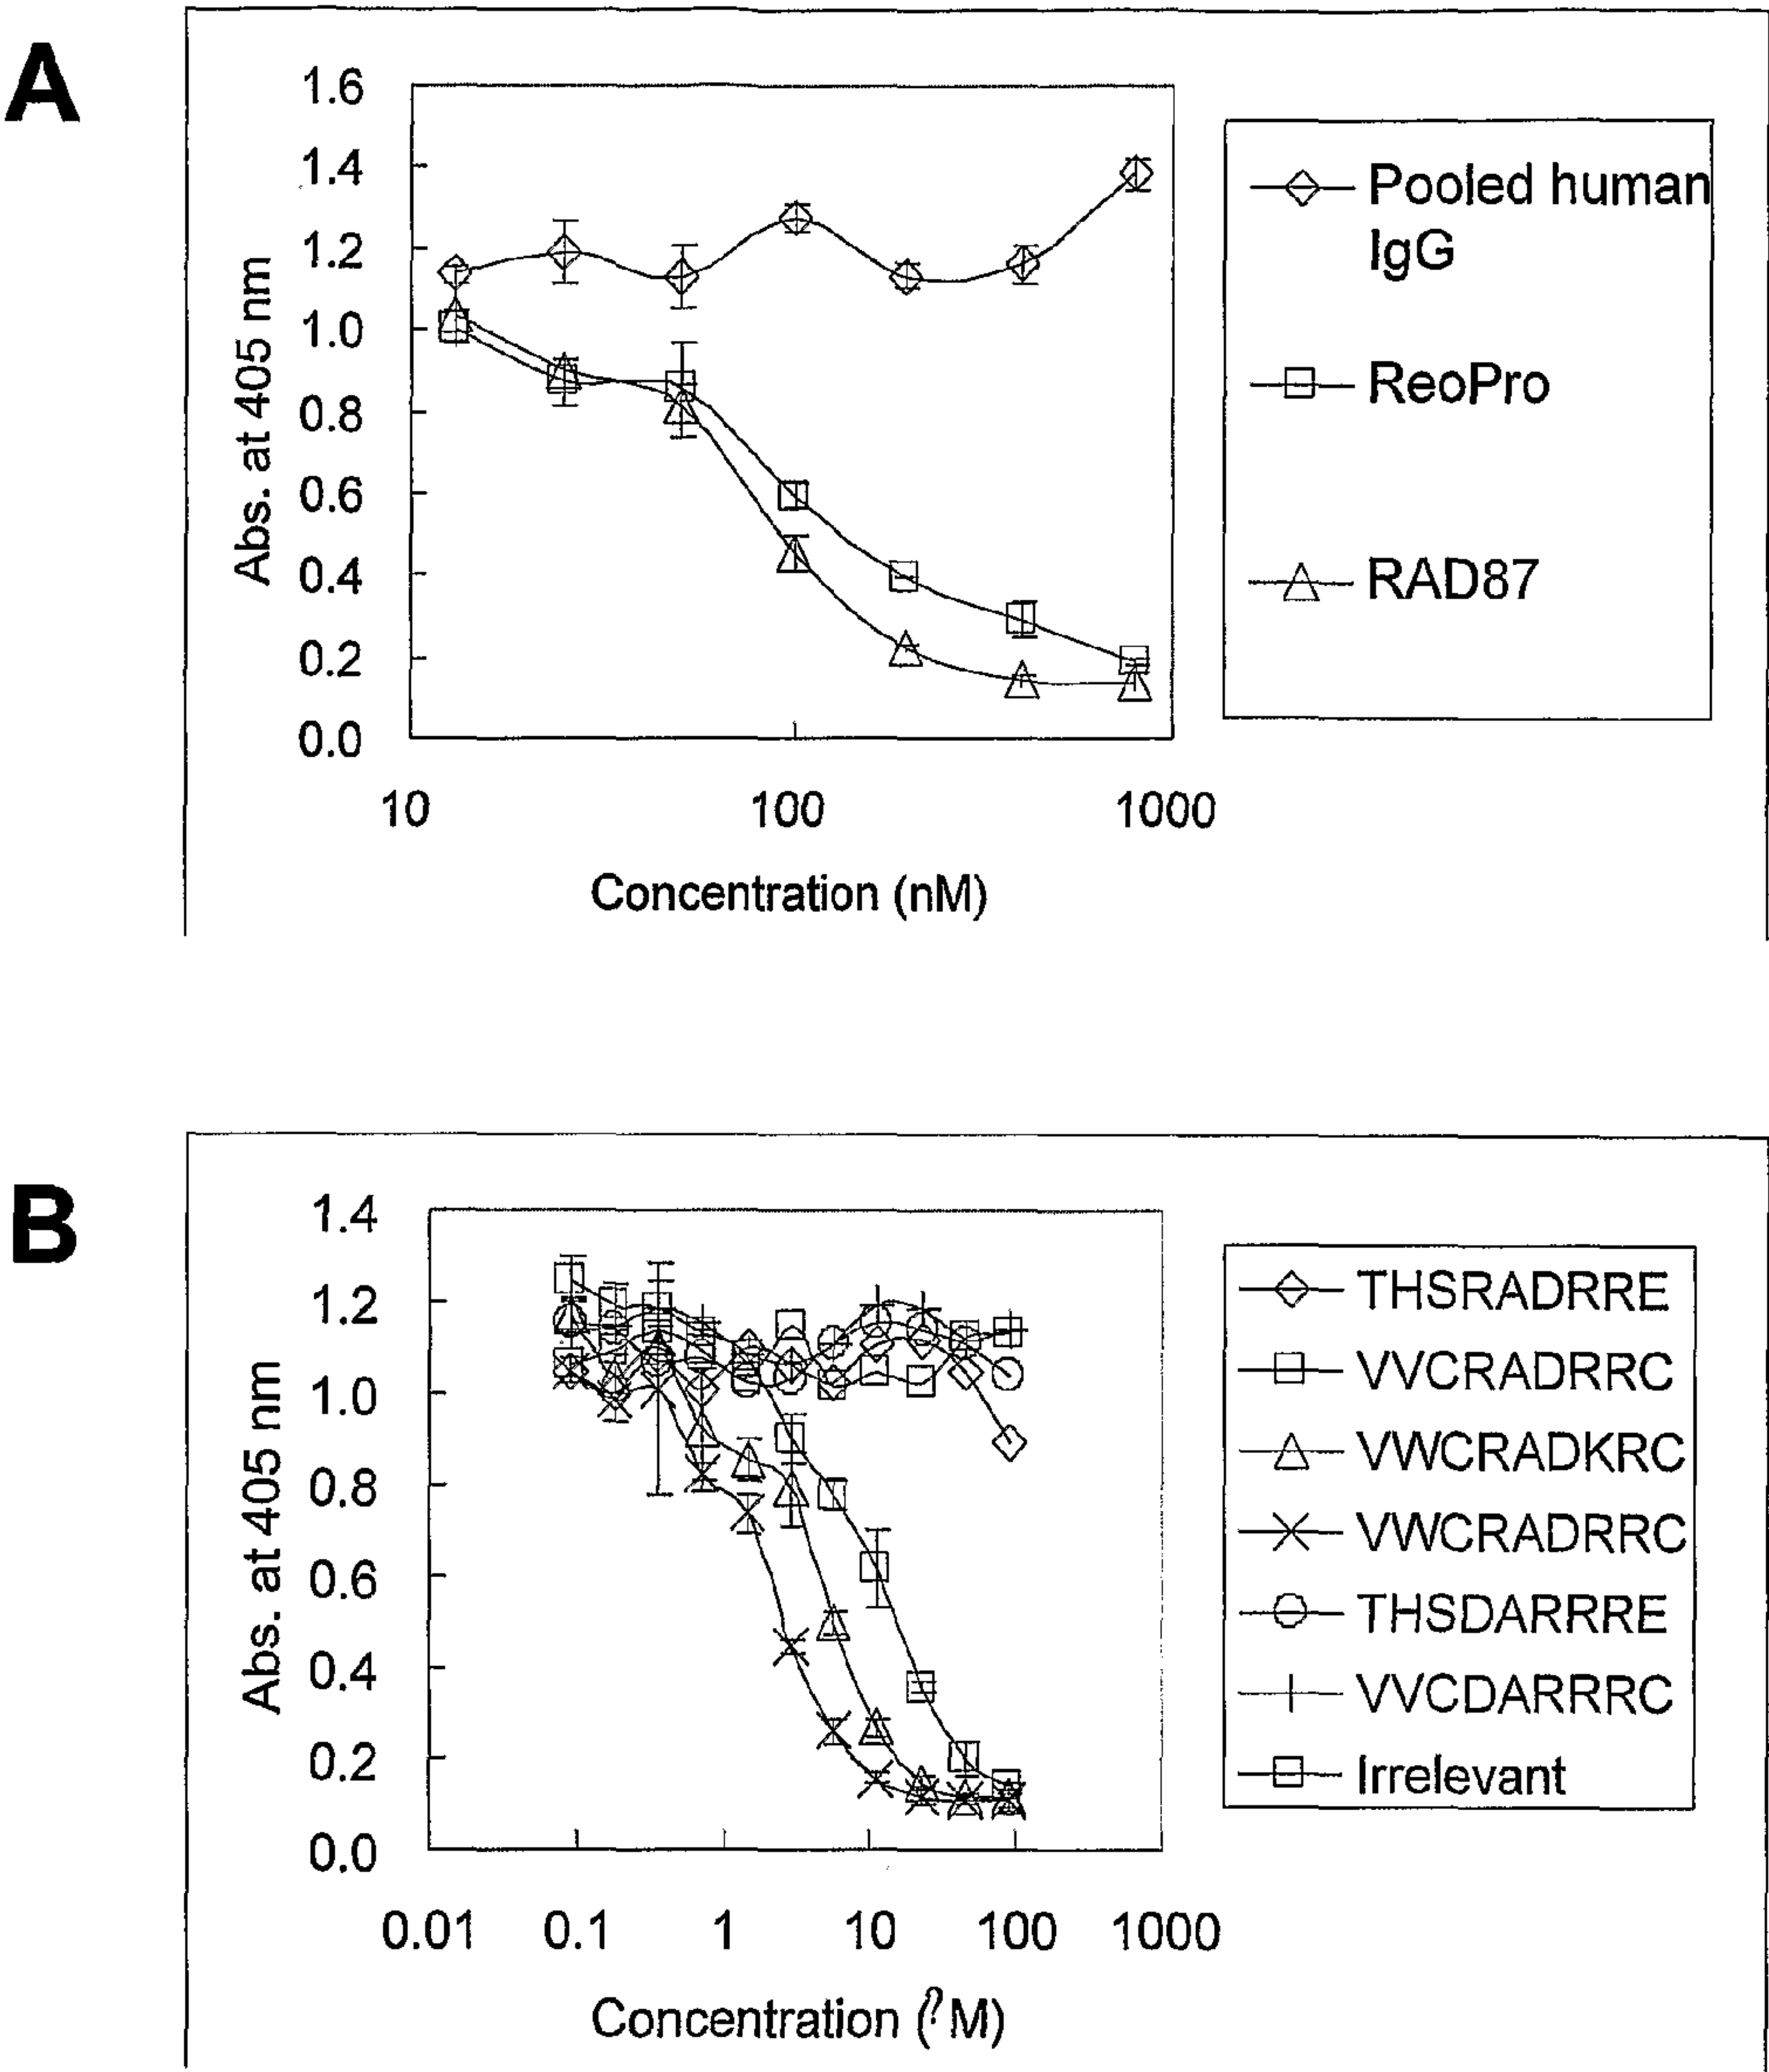 A
1.6
1.4
1.2
1.0
0.8
0.6
0.4
0.2
0.0
Abs. at 405 nm
10 100 1000
Concentration (nM)
Pooled human
IgG
ReoPro
RAD87
B
1.4
1.2
1.0
0.8
0.6
0.4
0.2
0.0
Abs. at 405 nm
0.01 0.1 1 10 100 1000
Concentration (?M)
THSRADRRE
VVCRADRRC
VWCRADKRC
VWCRADRRC
THSDARRRE
VVCDARRRC
Irrelevant